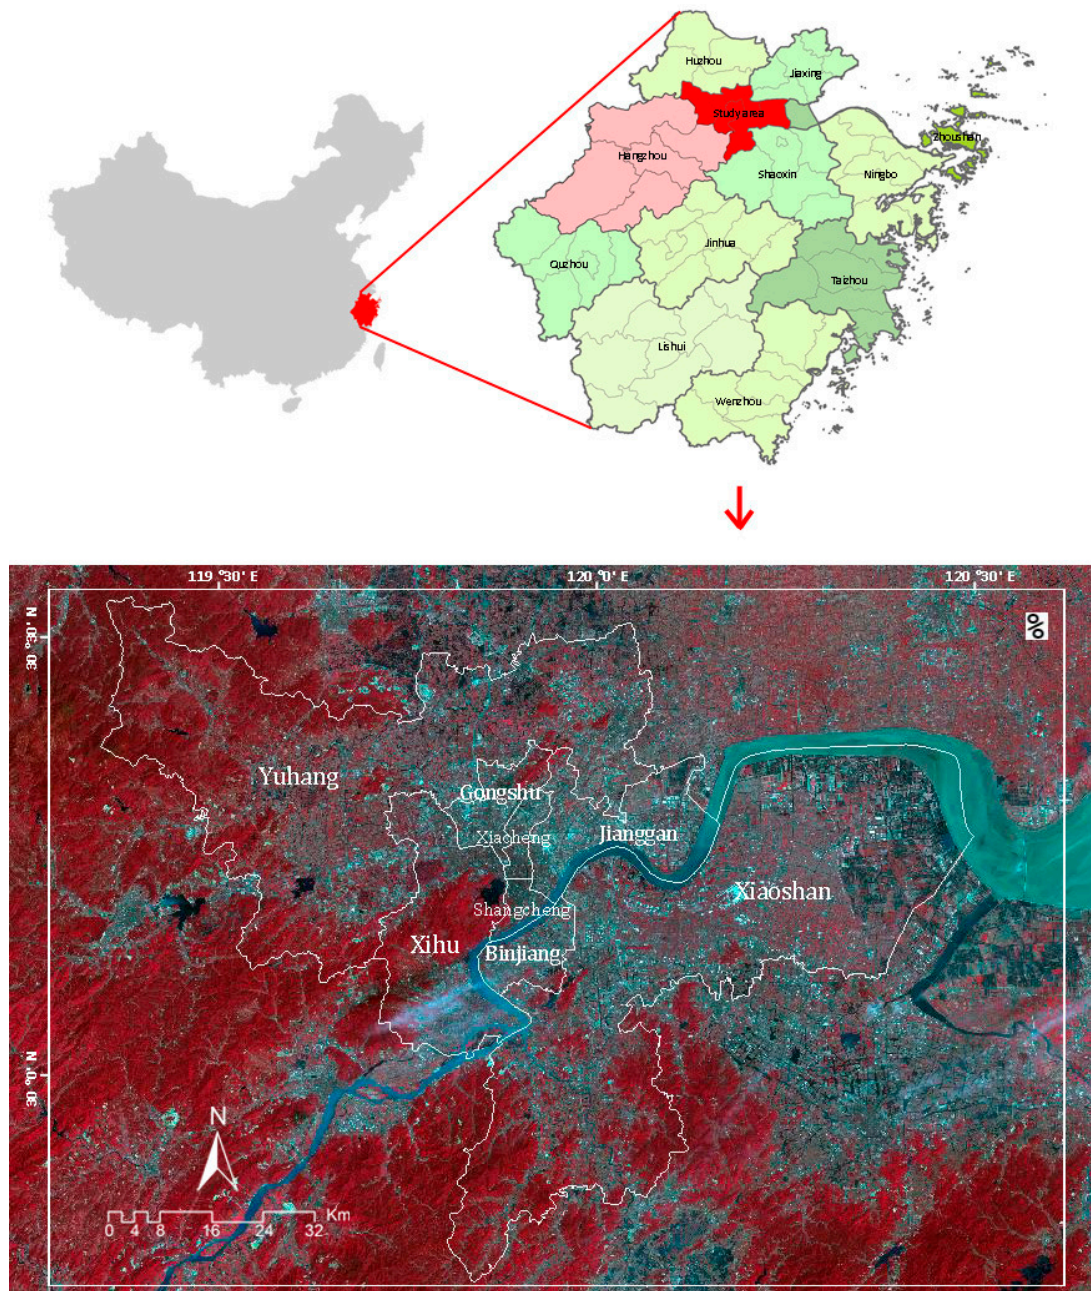 Huzhou
Jiaxing
Study area
Zhoushan
Hangzhou
Shaoxin
Ningbo
Jinhua
Quzhou
Taizhou
Lishui
Wenzhou
119 °30' E
120 °0' E
120 °30' E
30 °30' N
%
Yuhang
Gongshu
Xiacheng
Jianggan
Xiaoshan
Shangcheng
Xihu
Binjiang
30 °0' N
N
Km
0 4 8 16 24 32